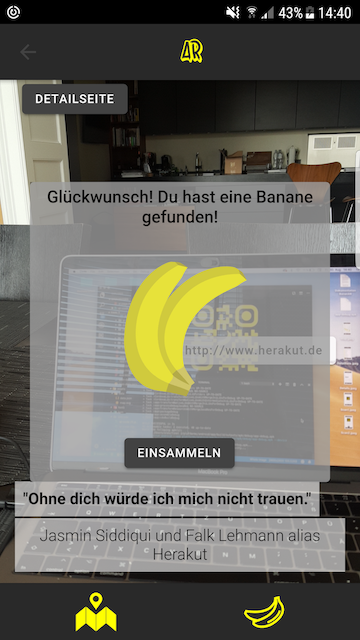 43% 14:40
AR
DETAILSEITE
Glückwunsch! Du hast eine Banane
gefunden!
http://www.herakut.de
EINSAMMELN
"Ohne dich würde ich mich nicht trauen."
Jasmin Siddiqui und Falk Lehmann alias
Herakut